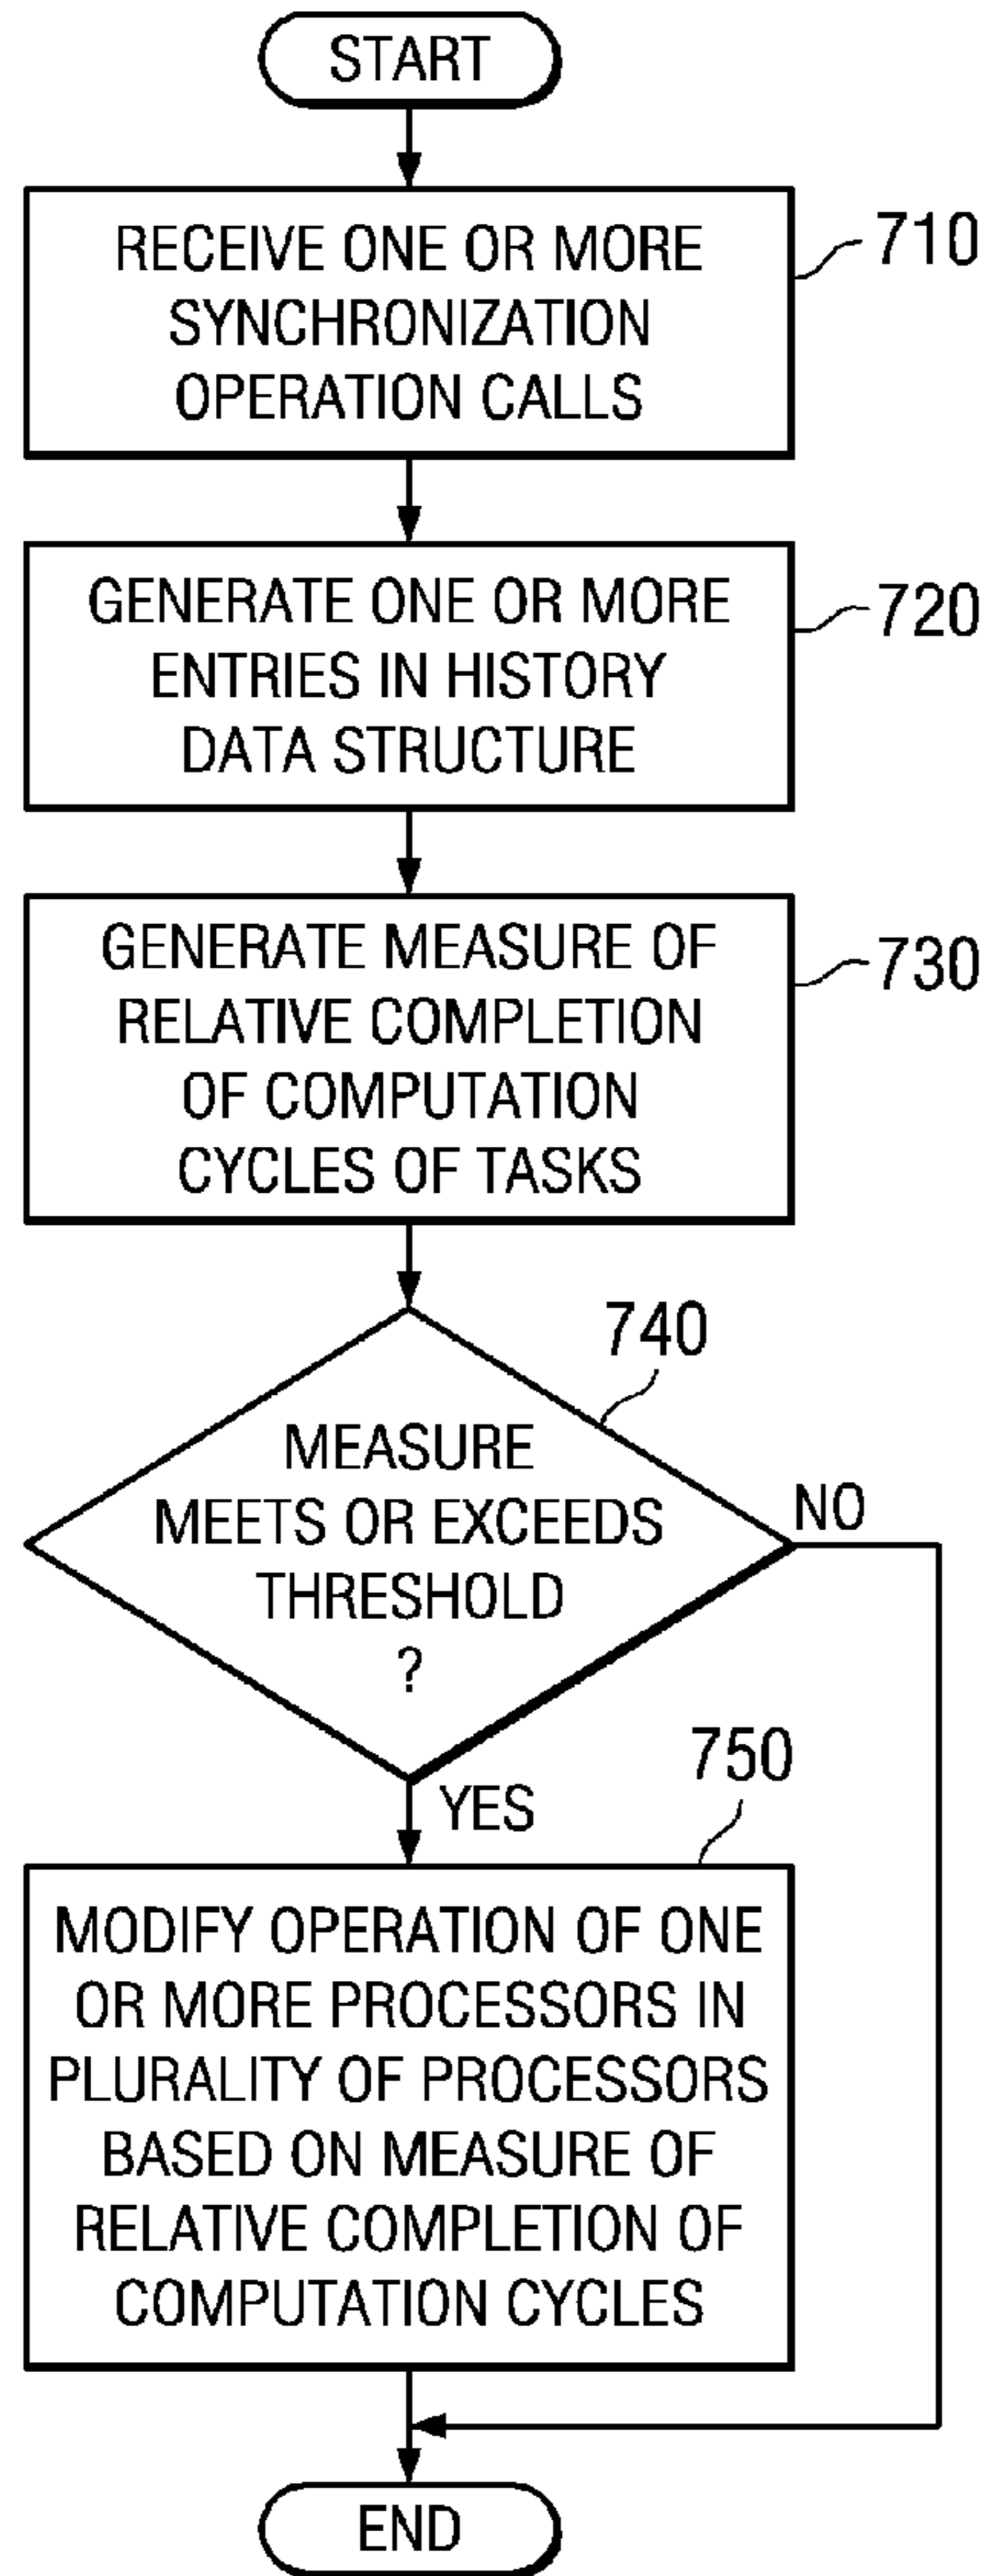 START
RECEIVE ONE OR MORE
SYNCHRONIZATION
OPERATION CALLS
710
GENERATE ONE OR MORE
ENTRIES IN HISTORY
DATA STRUCTURE
720
GENERATE MEASURE OF
RELATIVE COMPLETION
OF COMPUTATION
CYCLES OF TASKS
730
740
MEASURE
MEETS OR EXCEEDS
THRESHOLD
?
NO
YES
750
MODIFY OPERATION OF ONE
OR MORE PROCESSORS IN
PLURALITY OF PROCESSORS
BASED ON MEASURE OF
RELATIVE COMPLETION OF
COMPUTATION CYCLES
END